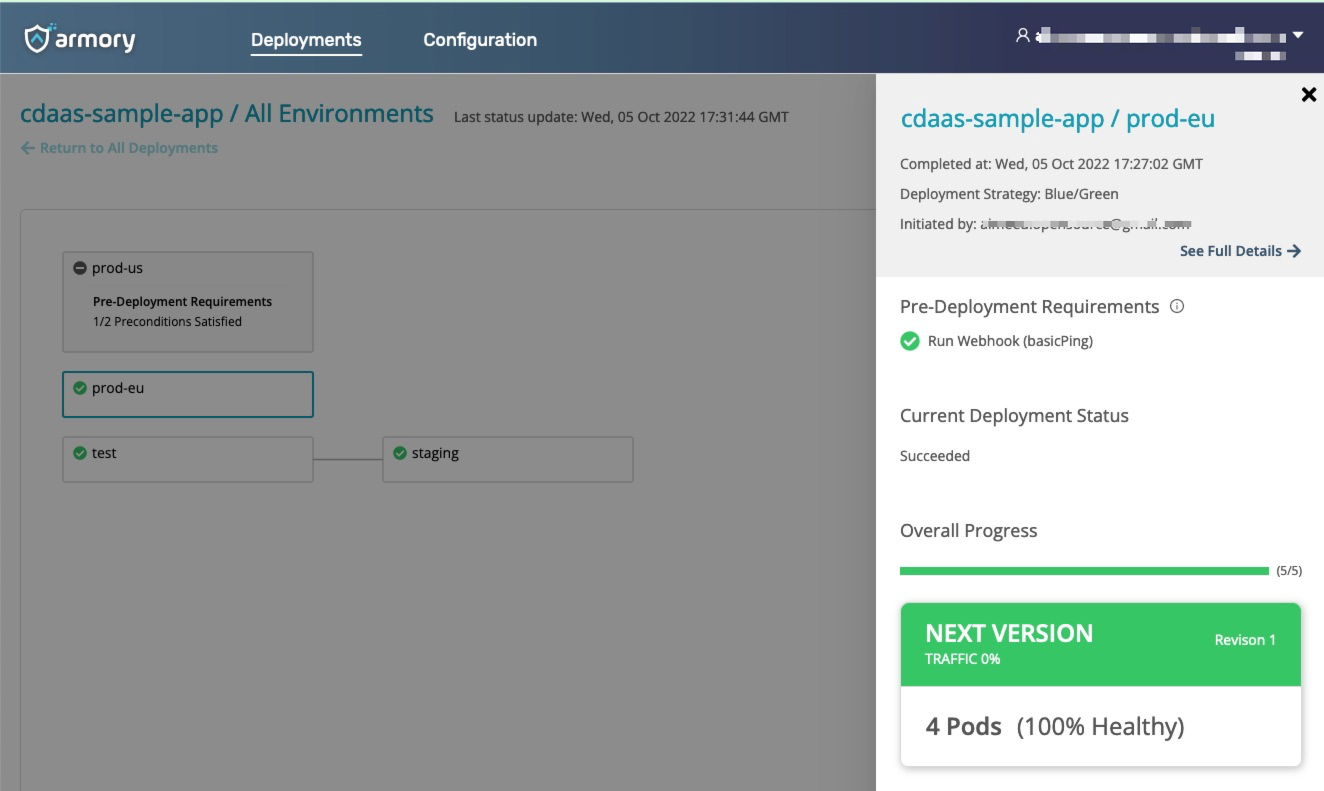 armory
Deployments
Configuration
cdaas-sample-app / All Environments
Last status update: Wed, 05 Oct 2022 17:31:44 GMT
← Return to All Deployments
prod-us
Pre-Deployment Requirements
1/2 Preconditions Satisfied
prod-eu
test
staging
cdaas-sample-app / prod-eu
Completed at: Wed, 05 Oct 2022 17:27:02 GMT
Deployment Strategy: Blue/Green
Initiated by:
See Full Details →
Pre-Deployment Requirements
Run Webhook (basicPing)
Current Deployment Status
Succeeded
Overall Progress
(5/5)
NEXT VERSION
Revison 1
TRAFFIC 0%
4 Pods (100% Healthy)